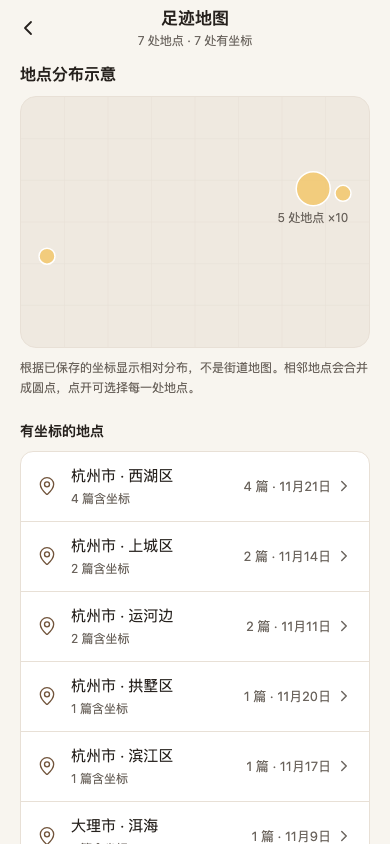 足迹地图
7 处地点 · 7 处有坐标
地点分布示意
5 处地点 ×10
根据已保存的坐标显示相对分布，不是街道地图。相邻地点会合并
成圆点，点开可选择每一处地点。
有坐标的地点
杭州市 · 西湖区
4 篇 · 11月21日
4 篇含坐标
杭州市 · 上城区
2 篇 · 11月14日
2 篇含坐标
杭州市 · 运河边
2 篇 · 11月11日
2 篇含坐标
杭州市 · 拱墅区
1 篇 · 11月20日
1 篇含坐标
杭州市 · 滨江区
1 篇 · 11月17日
1 篇含坐标
大理市 · 洱海
1 篇 · 11月9日